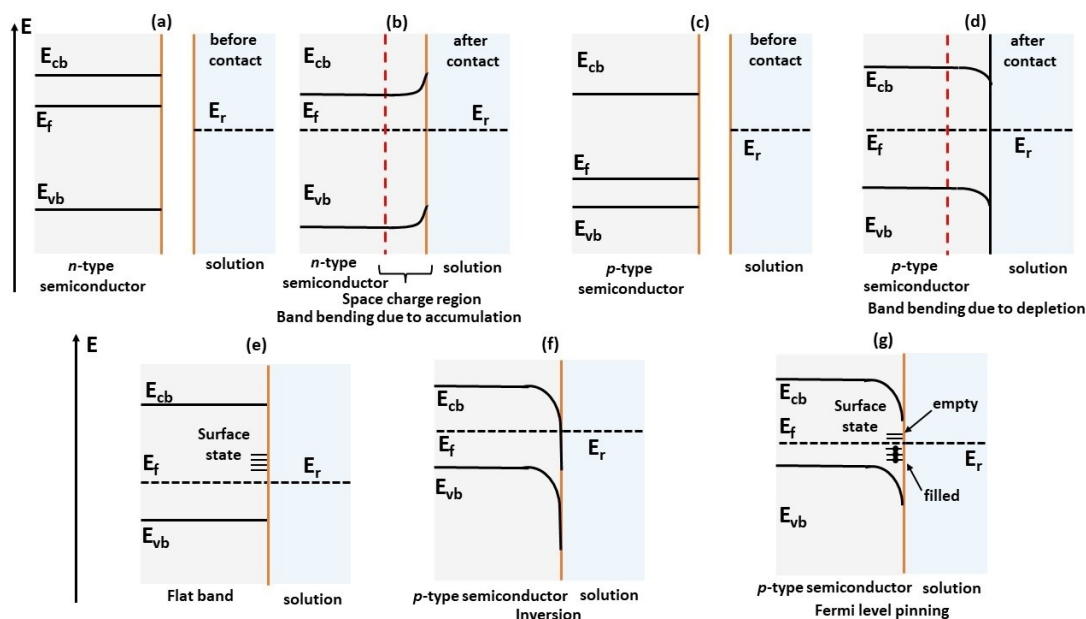 E
(a)
before
contact
E_cb
E_f
E_r
E_vb
n-type
semiconductor
solution
(b)
after
contact
E_cb
E_f
E_r
E_vb
n-type
semiconductor
solution
Space charge region
Band bending due to accumulation
(c)
before
contact
E_cb
E_r
E_f
E_vb
p-type
semiconductor
solution
(d)
after
contact
E_cb
E_f
E_r
E_vb
p-type
semiconductor
solution
Band bending due to depletion
E
(e)
E_cb
Surface
state
E_f
E_r
E_vb
Flat band
solution
(f)
E_cb
E_f
E_r
E_vb
p-type semiconductor
solution
Inversion
(g)
E_cb
Surface
state
empty
E_f
E_r
filled
E_vb
p-type semiconductor
solution
Fermi level pinning